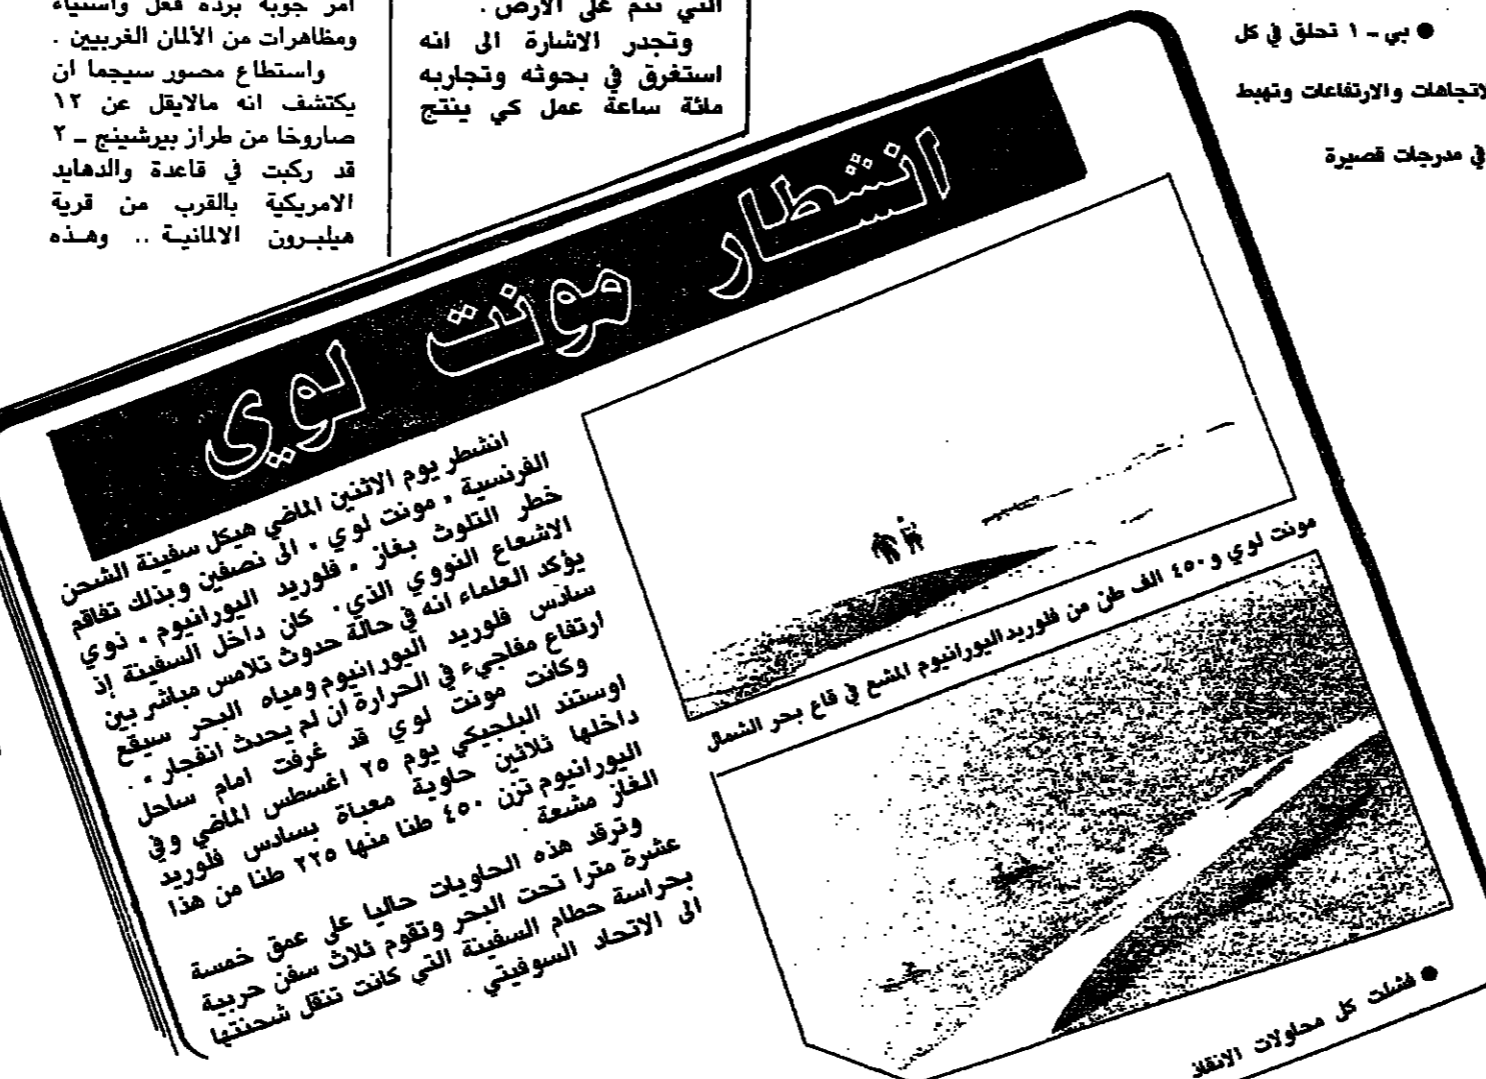 ● بي ـ ١ تحلق في كل
الاتجاهات والارتفاعات وتهبط
في مدرجات قصيرة
التي تتم على الأرض .
وتجدر الاشارة الى انه
استغرق في بحوثه وتجاربه
مائة ساعة عمل كي ينتج
امر جوبه برده فعل واستياء
ومظاهرات من الألمان الغربيين .
واستطاع مصور سيجما ان
يكتشف انه مالايقل عن ١٢
صاروخا من طراز بيرشينج ـ ٢
قد ركبت في قاعدة والدهايد
الامريكية بالقرب من قرية
هيلبـرون الالمانيـة .. وهـذه
انشطار مونت لوي
مونت لوي و ٤٥٠ الف طن من فلوريد اليورانيوم المشع في قاع بحر الشمال
● فشلت كل محاولات الانقاذ
انشطر يوم الاثنين الماضي هيكل سفينة الشحن
الفرنسية « مونت لوي » الى نصفين وبذلك تفاقم
خطر التلوث بغاز « فلوريد اليورانيوم » ذوي
الاشعاع النووي الذي كان داخل السفينة إذ
يؤكد العلماء انه في حالة حدوث تلامس مباشر بين
سادس فلوريد اليورانيوم ومياه البحر سيقع
ارتفاع مفاجيء في الحرارة ان لم يحدث انفجار » .
وكانت مونت لوي قد غرفت امام ساحل
اوستند البلجيكي يوم ٢٥ اغسطس الماضي وفي
داخلها ثلاثين حاوية معبأة بسادس فلوريد
اليورانيوم تزن ٤٥٠ طنا منها ٢٢٥ طنا من هذا
الغاز مشعة .
وترقد هذه الحاويات حاليا على عمق خمسة
عشرة مترا تحت البحر وتقوم ثلاث سفن حربية
بحراسة حطام السفينة التي كانت تنقل شحنتها
الى الاتحاد السوفيتي .